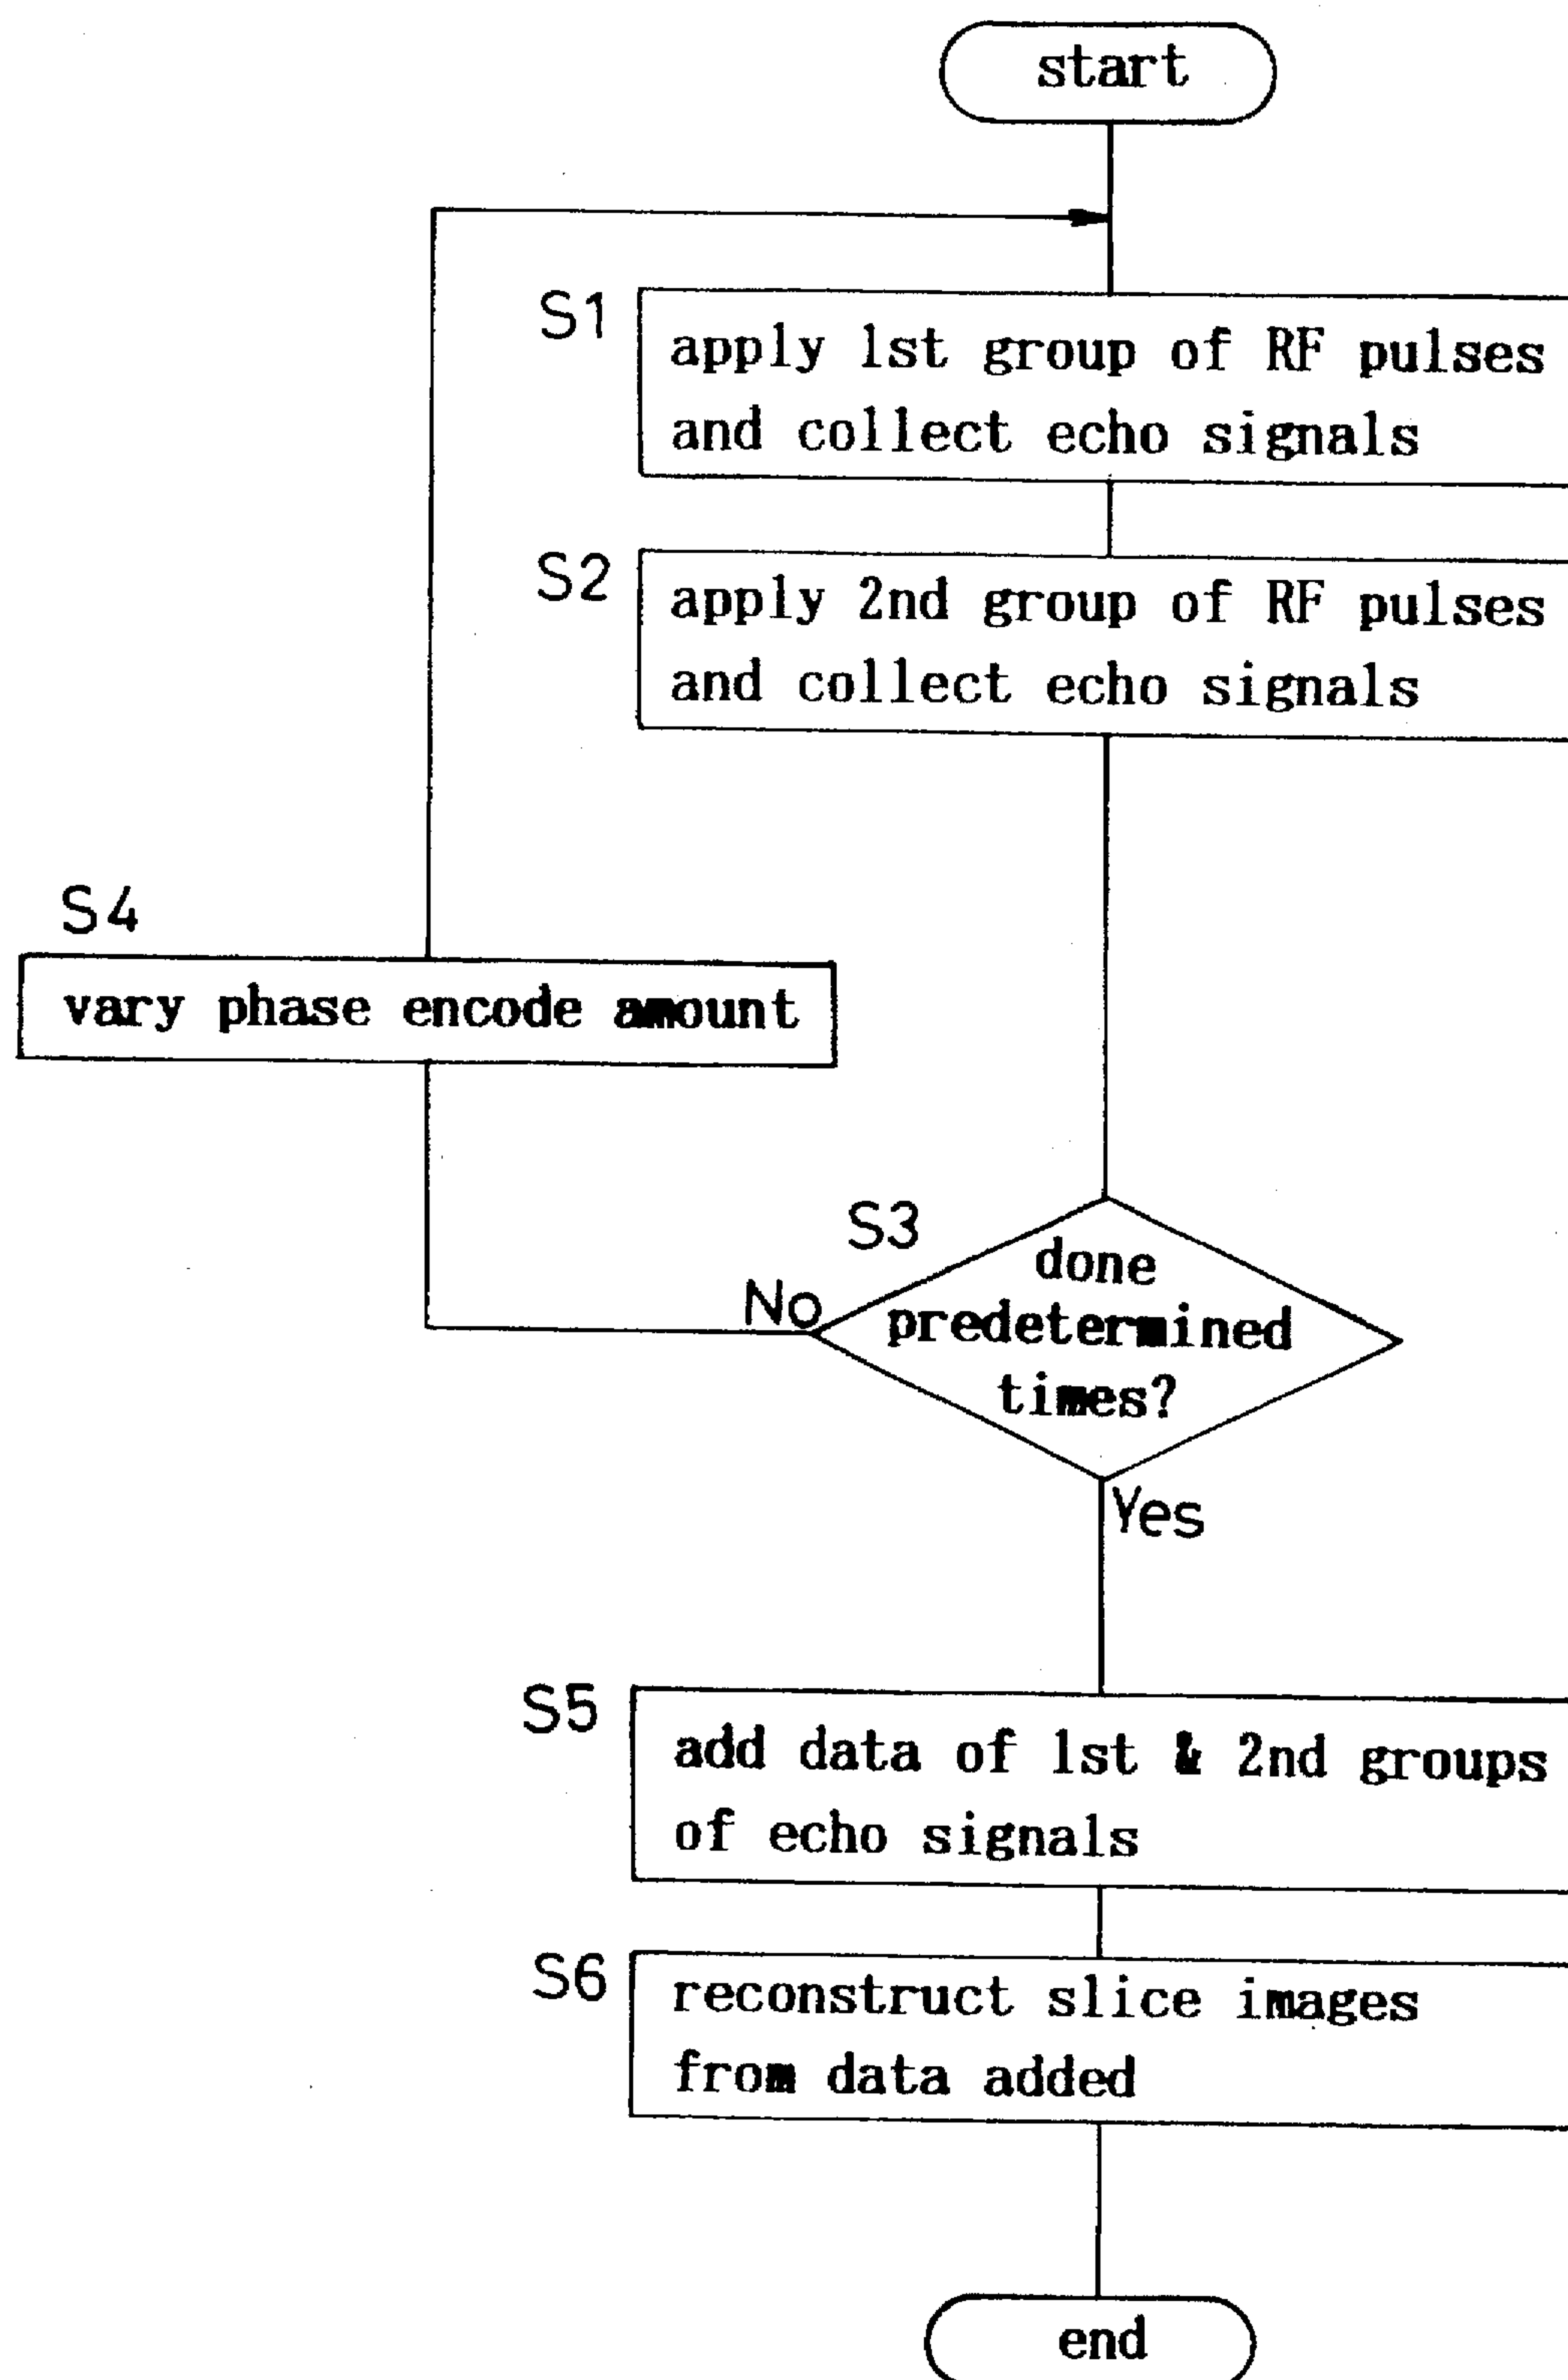 start
S1
apply 1st group of RF pulses
and collect echo signals
S2
apply 2nd group of RF pulses
and collect echo signals
S4
vary phase encode amount
S3
done
predetermined
times?
No
Yes
S5
add data of 1st & 2nd groups
of echo signals
S6
reconstruct slice images
from data added
end